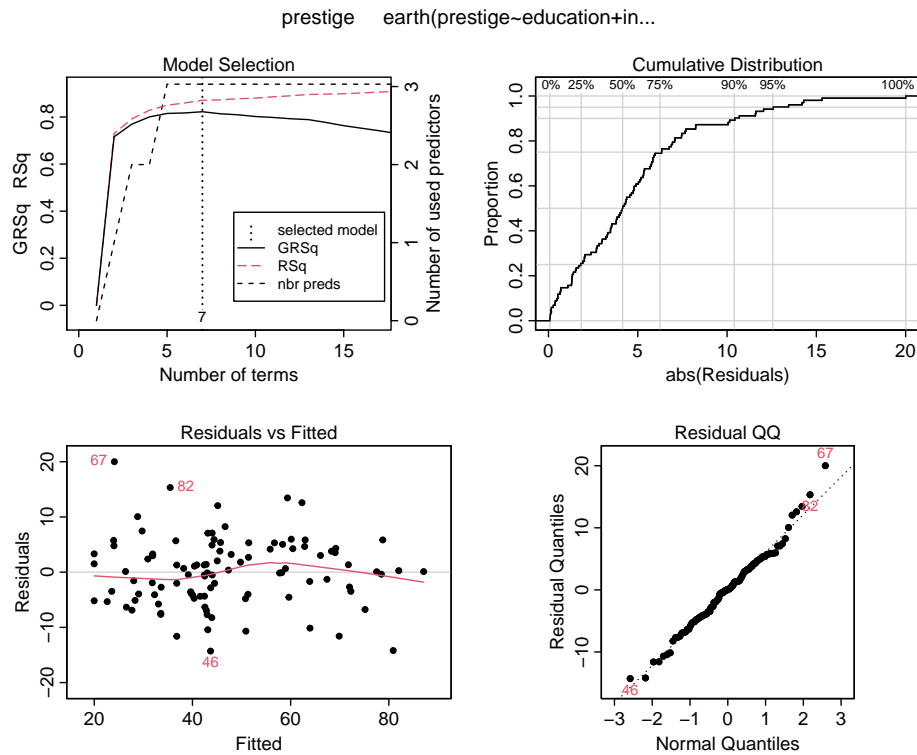 prestige earth(prestige~education+in...
Model Selection
GRSq RSq
0 0.2 0.4 0.6 0.8
0 1 2 3
Number of used predictors
selected model
GRSq
RSq
nbr preds
7
0 5 10 15
Number of terms
Cumulative Distribution
0% 25% 50% 75% 90% 95% 100%
Proportion
0.0 0.2 0.4 0.6 0.8 1.0
0 5 10 15 20
abs(Residuals)
Residuals vs Fitted
Residuals
−20 −10 0 10 20
67
82
46
20 40 60 80
Fitted
Residual QQ
Residual Quantiles
−10 0 10 20
67
82
46
−3 −2 −1 0 1 2 3
Normal Quantiles